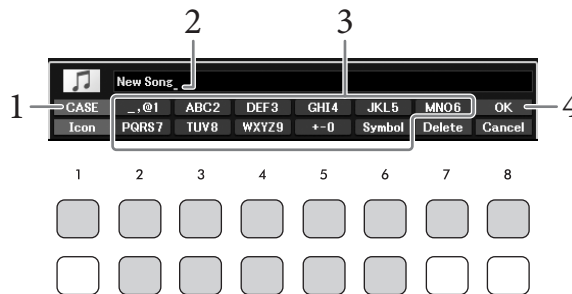 2
3
New Song_
1
CASE _,@1 ABC2 DEF3 GHI4 JKL5 MNO6 OK
4
Icon PQRS7 TUV8 WXYZ9 +-0 Symbol Delete Cancel
1 2 3 4 5 6 7 8